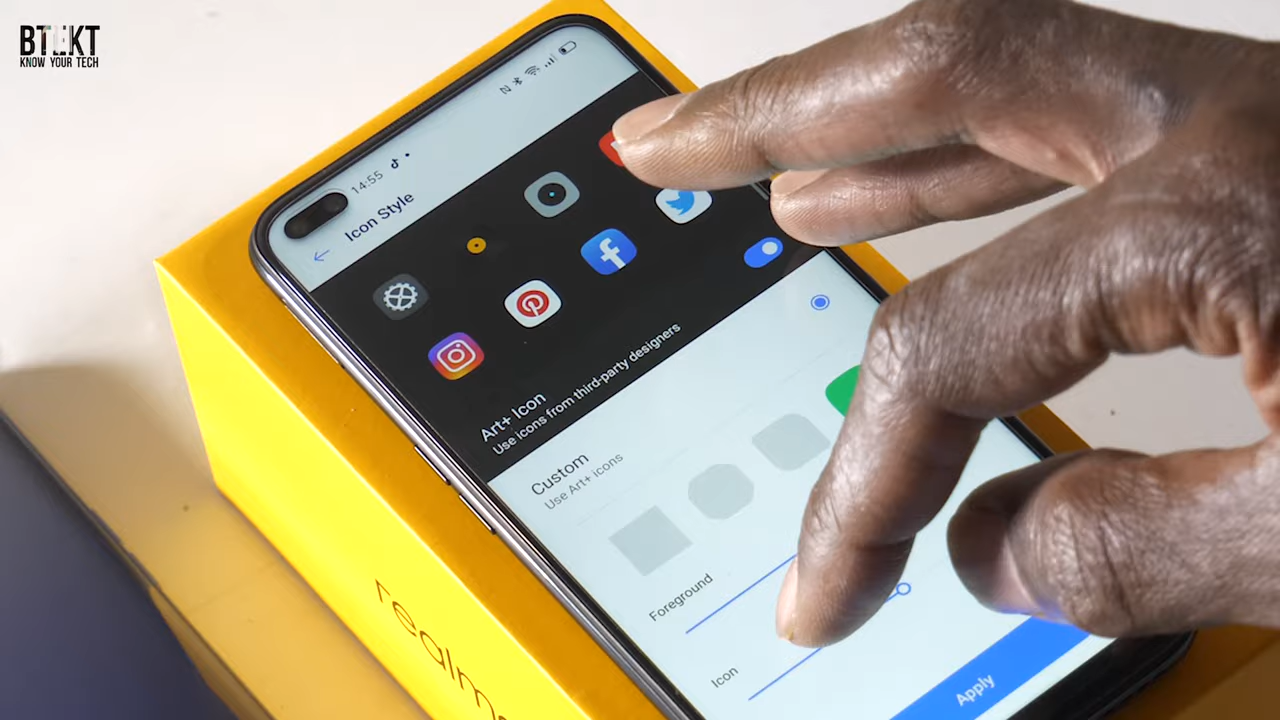 BTEKT
KNOW YOUR TECH
14:55
Icon Style
Art+ Icon
Use icons from third-party designers
Custom
Use Art+ icons
Foreground
Icon
Apply
realme